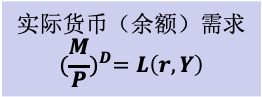 实际货币（余额）需求
(M/P)^D = L(r, Y)